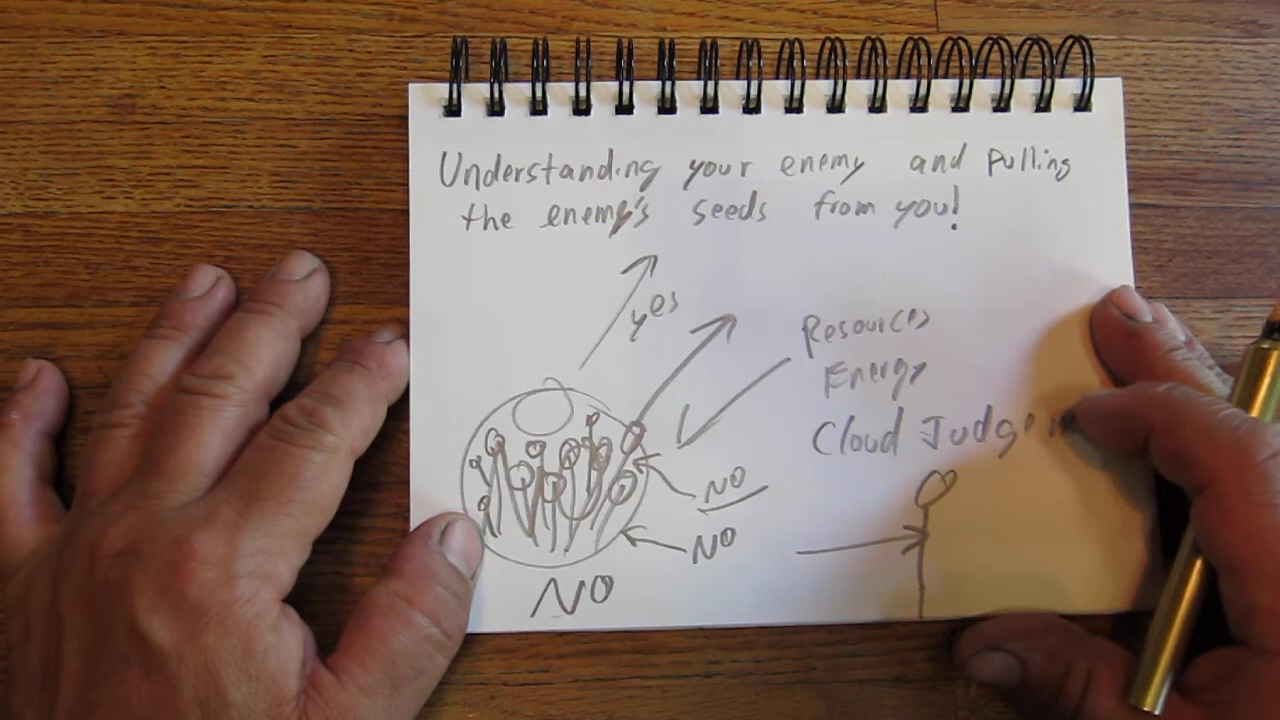 Understanding your enemy and Pulling
the enemy's seeds from you!
yes
Resources
Energy
Cloud
NO
NO
NO